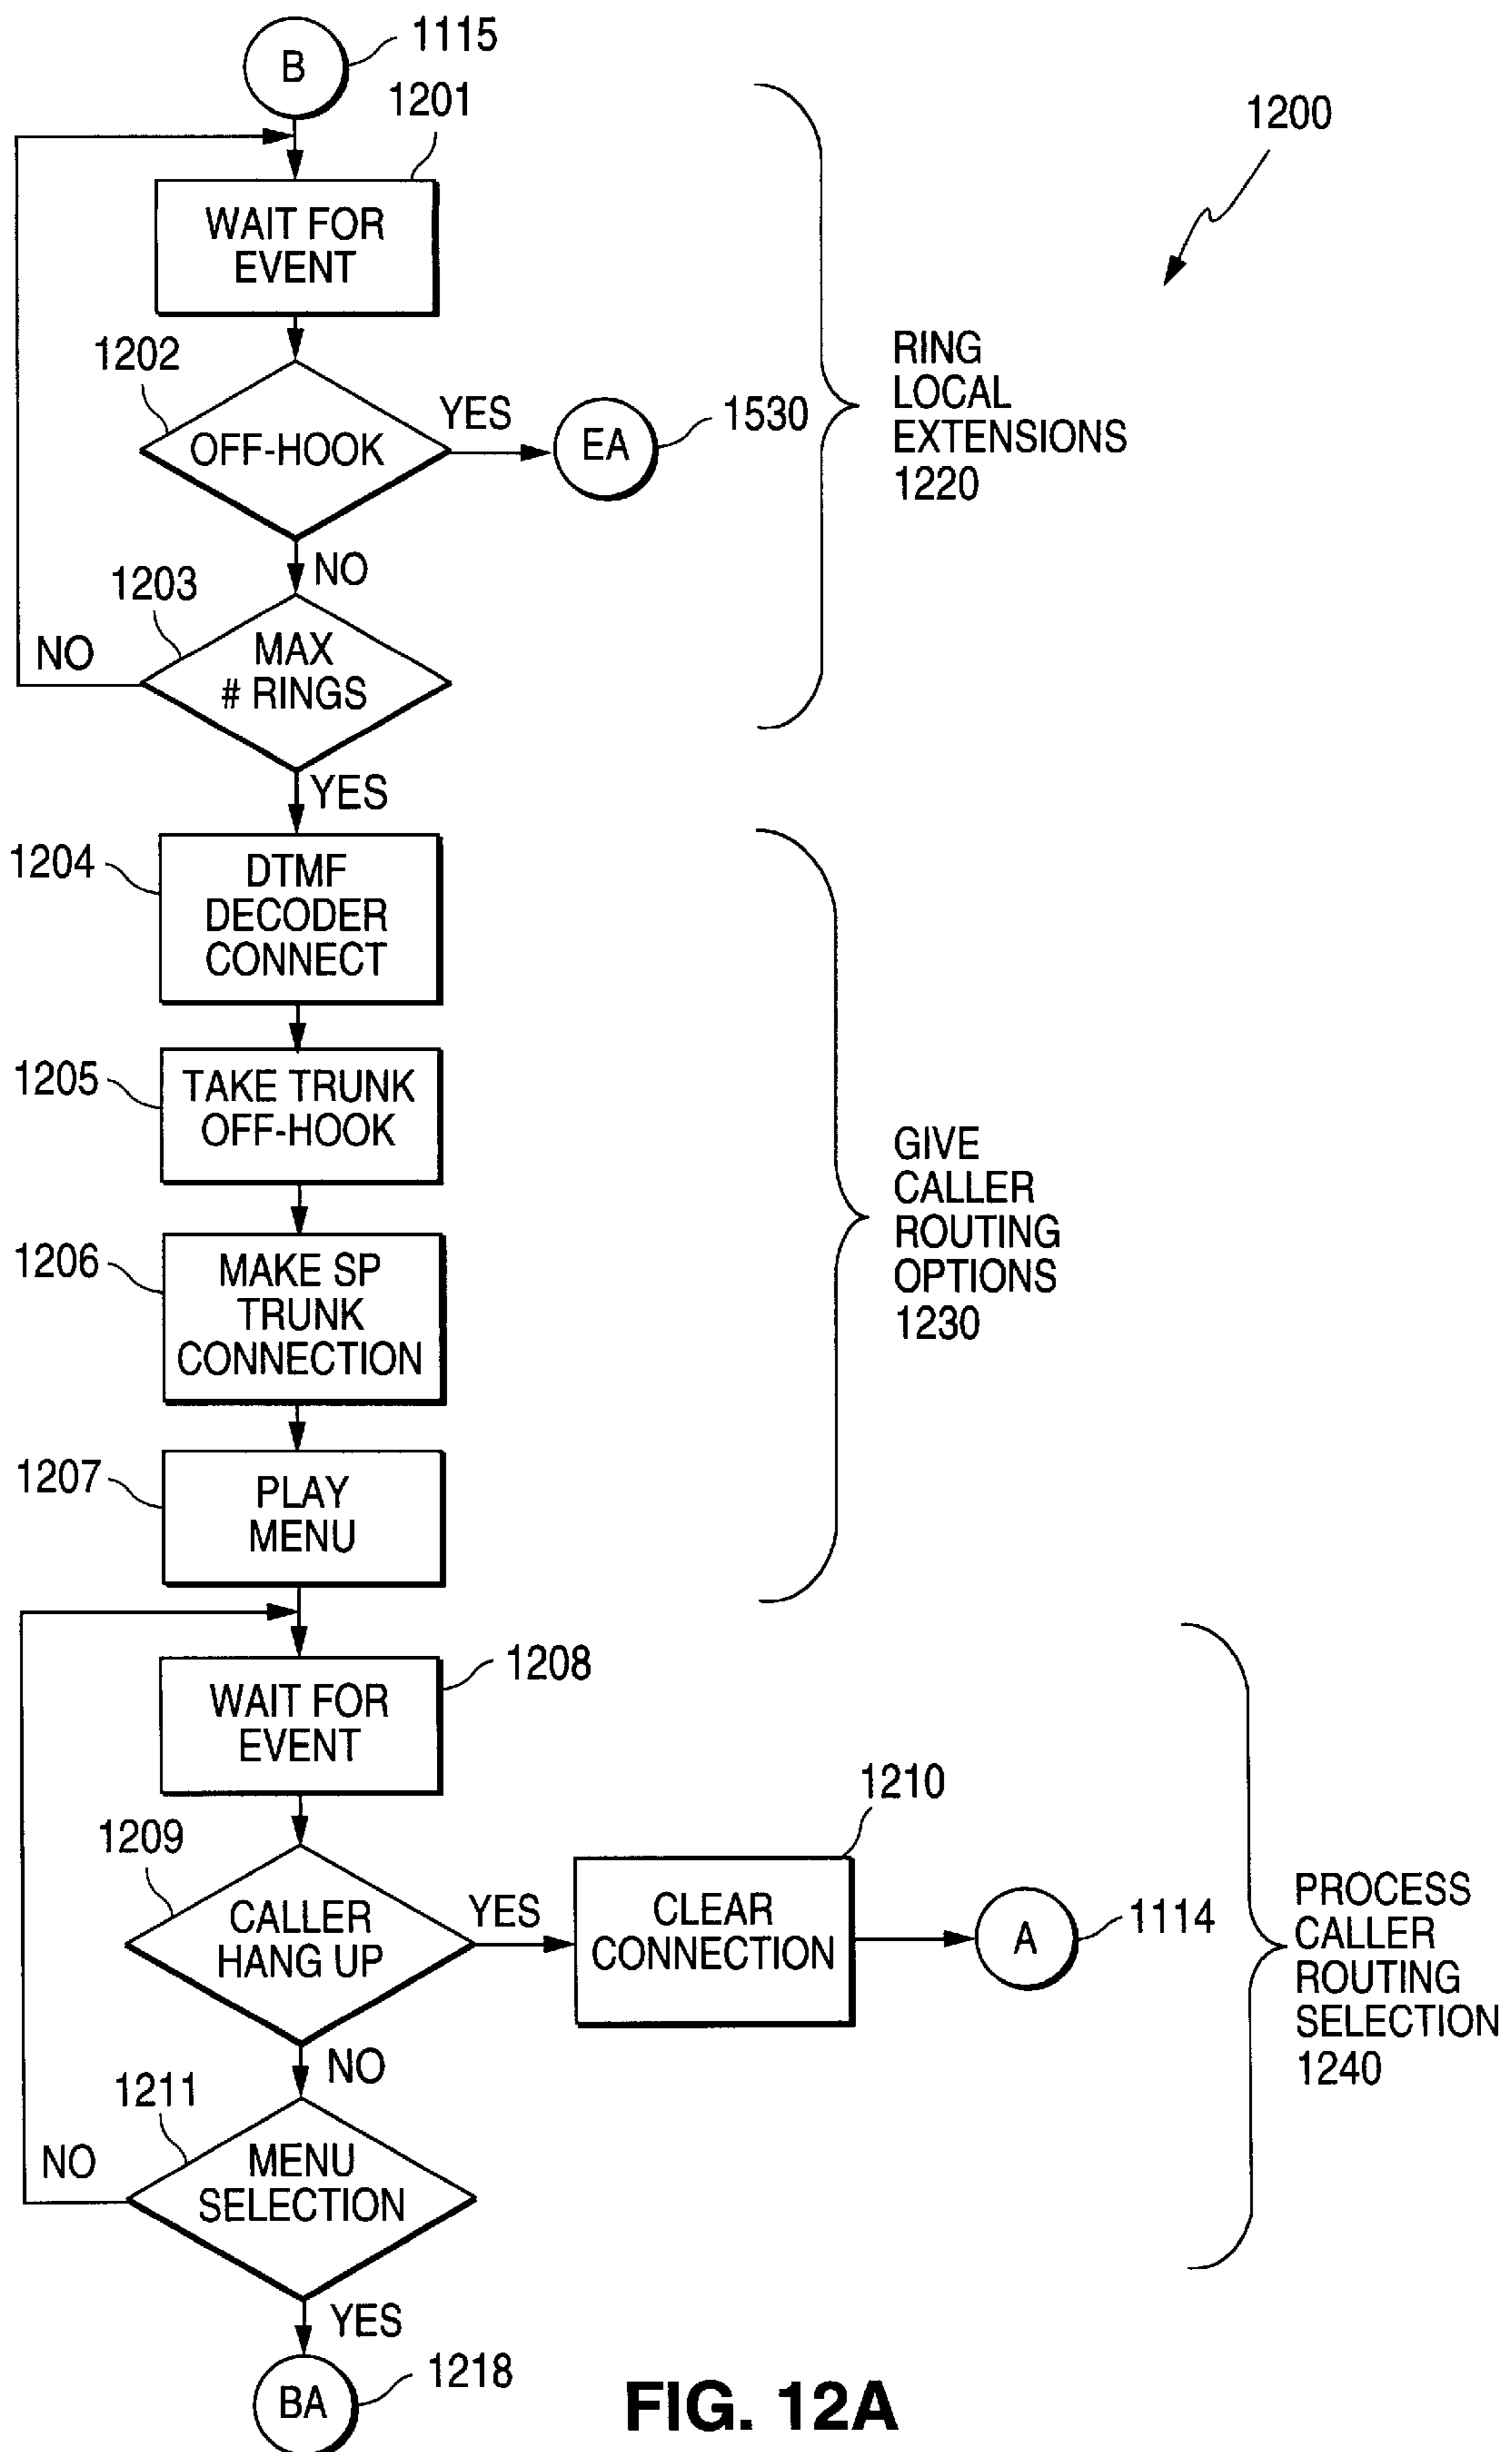 B
1115
1201
1200
WAIT FOR
EVENT
1202
OFF-HOOK
YES
EA
1530
RING
LOCAL
EXTENSIONS
1220
NO
1203
MAX
# RINGS
NO
YES
1204
DTMF
DECODER
CONNECT
1205
TAKE TRUNK
OFF-HOOK
GIVE
CALLER
ROUTING
OPTIONS
1230
1206
MAKE SP
TRUNK
CONNECTION
1207
PLAY
MENU
1208
WAIT FOR
EVENT
1209
CALLER
HANG UP
YES
1210
CLEAR
CONNECTION
A
1114
PROCESS
CALLER
ROUTING
SELECTION
1240
NO
1211
MENU
SELECTION
NO
YES
BA
1218
FIG. 12A